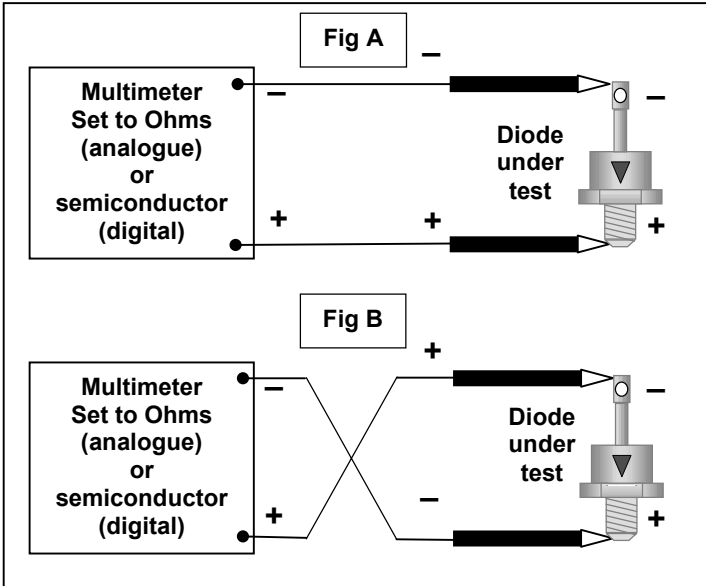 Fig A
–
Multimeter
Set to Ohms
(analogue)
or
semiconductor
(digital)
–
+
+
Diode
under
test
–
+
Fig B
+
Multimeter
Set to Ohms
(analogue)
or
semiconductor
(digital)
–
+
–
Diode
under
test
–
+